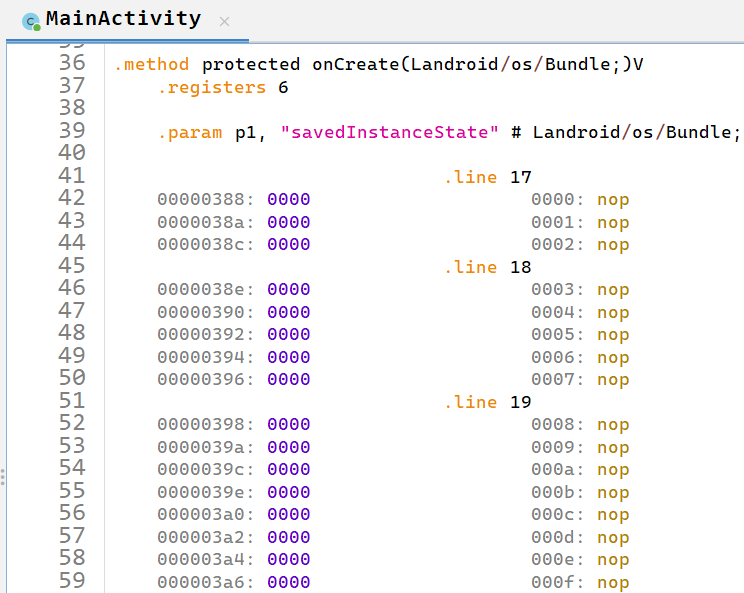 C MainActivity ×
35
36 .method protected onCreate(Landroid/os/Bundle;)V
37 .registers 6
38
39 .param p1, "savedInstanceState" # Landroid/os/Bundle;
40
41 .line 17
42 00000388: 0000 0000: nop
43 0000038a: 0000 0001: nop
44 0000038c: 0000 0002: nop
45 .line 18
46 0000038e: 0000 0003: nop
47 00000390: 0000 0004: nop
48 00000392: 0000 0005: nop
49 00000394: 0000 0006: nop
50 00000396: 0000 0007: nop
51 .line 19
52 00000398: 0000 0008: nop
53 0000039a: 0000 0009: nop
54 0000039c: 0000 000a: nop
55 0000039e: 0000 000b: nop
56 000003a0: 0000 000c: nop
57 000003a2: 0000 000d: nop
58 000003a4: 0000 000e: nop
59 000003a6: 0000 000f: nop